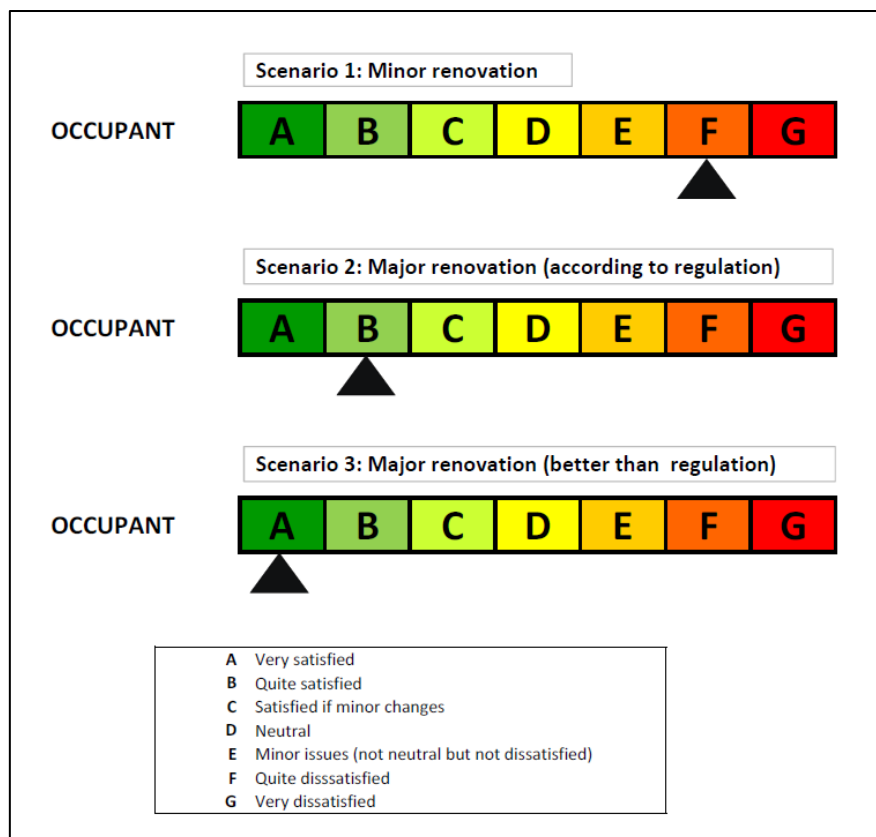 Scenario 1: Minor renovation
OCCUPANT A B C D E F G
Scenario 2: Major renovation (according to regulation)
OCCUPANT A B C D E F G
Scenario 3: Major renovation (better than regulation)
OCCUPANT A B C D E F G
A Very satisfied
B Quite satisfied
C Satisfied if minor changes
D Neutral
E Minor issues (not neutral but not dissatisfied)
F Quite disssatisfied
G Very dissatisfied